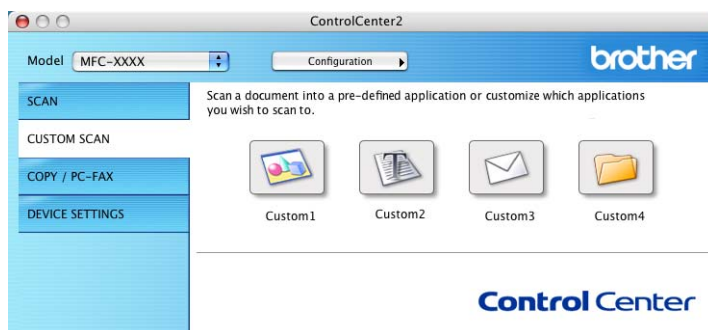 ControlCenter2
Model MFC-XXXX Configuration brother
SCAN
CUSTOM SCAN
COPY / PC-FAX
DEVICE SETTINGS
Scan a document into a pre-defined application or customize which applications
you wish to scan to.
T
Custom1 Custom2 Custom3 Custom4
Control Center